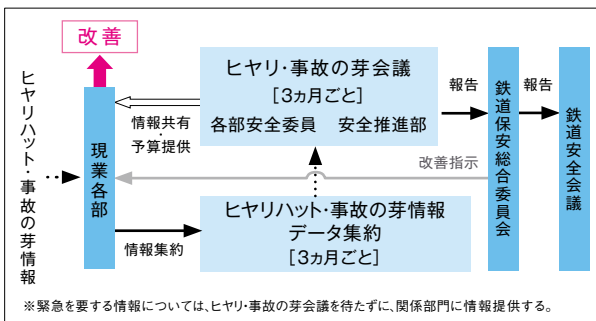 改善
ヒヤリハット・事故の芽情報
現業各部
情報共有・
予算提供
ヒヤリ・事故の芽会議
[3ヵ月ごと]
各部安全委員 安全推進部
報告
鉄道保安総合委員会
報告
鉄道安全会議
改善指示
情報集約
ヒヤリハット・事故の芽情報
データ集約
[3ヵ月ごと]
※緊急を要する情報については、ヒヤリ・事故の芽会議を待たずに、関係部門に情報提供する。